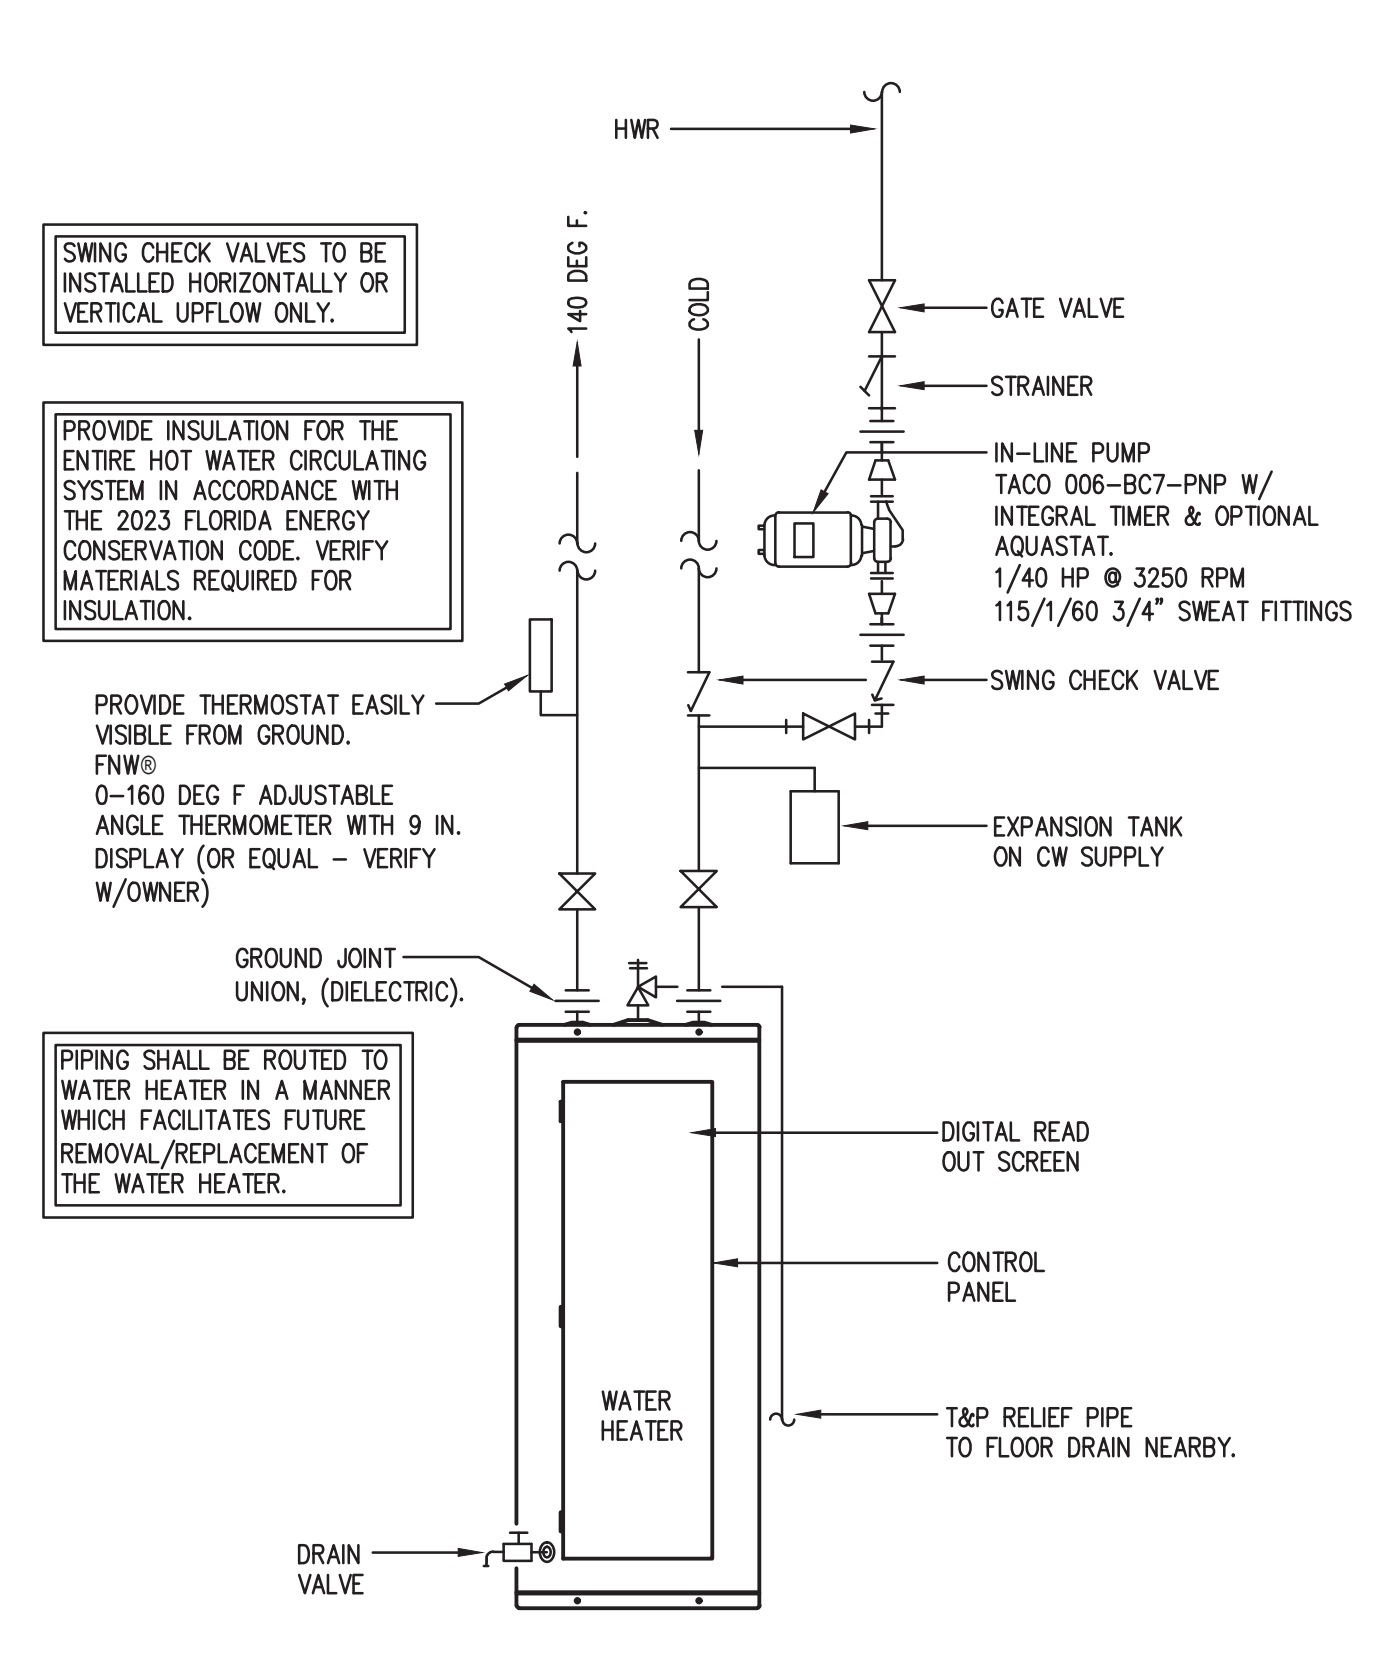 HWR
140 DEG F.
COLD
SWING CHECK VALVES TO BE
INSTALLED HORIZONTALLY OR
VERTICAL UPFLOW ONLY.
GATE VALVE
STRAINER
PROVIDE INSULATION FOR THE
ENTIRE HOT WATER CIRCULATING
SYSTEM IN ACCORDANCE WITH
THE 2023 FLORIDA ENERGY
CONSERVATION CODE. VERIFY
MATERIALS REQUIRED FOR
INSULATION.
IN-LINE PUMP
TACO 006-BC7-PNP W/
INTEGRAL TIMER & OPTIONAL
AQUASTAT.
1/40 HP @ 3250 RPM
115/1/60 3/4" SWEAT FITTINGS
SWING CHECK VALVE
PROVIDE THERMOSTAT EASILY
VISIBLE FROM GROUND.
FNW®
0-160 DEG F ADJUSTABLE
ANGLE THERMOMETER WITH 9 IN.
DISPLAY (OR EQUAL - VERIFY
W/OWNER)
EXPANSION TANK
ON CW SUPPLY
GROUND JOINT
UNION, (DIELECTRIC).
PIPING SHALL BE ROUTED TO
WATER HEATER IN A MANNER
WHICH FACILITATES FUTURE
REMOVAL/REPLACEMENT OF
THE WATER HEATER.
DIGITAL READ
OUT SCREEN
CONTROL
PANEL
WATER
HEATER
T&P RELIEF PIPE
TO FLOOR DRAIN NEARBY.
DRAIN
VALVE